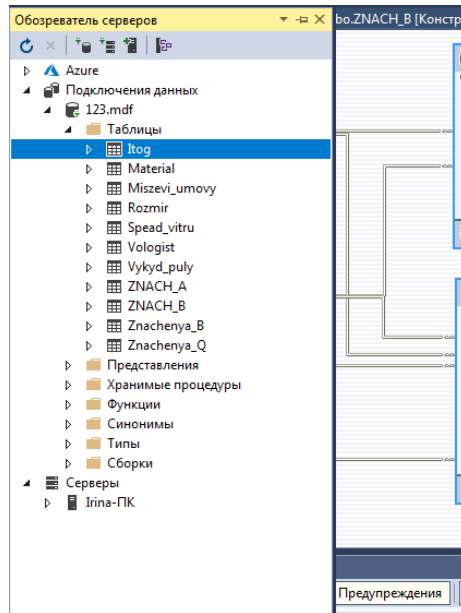 Обозреватель серверов
bo.ZNACH_B [Констр
Azure
Подключения данных
123.mdf
Таблицы
Itog
Material
Miszevi_umovy
Rozmir
Spead_vitru
Vologist
Vykyd_puly
ZNACH_A
ZNACH_B
Znachenya_B
Znachenya_Q
Представления
Хранимые процедуры
Функции
Синонимы
Типы
Сборки
Серверы
Irina-ПК
Предупреждения